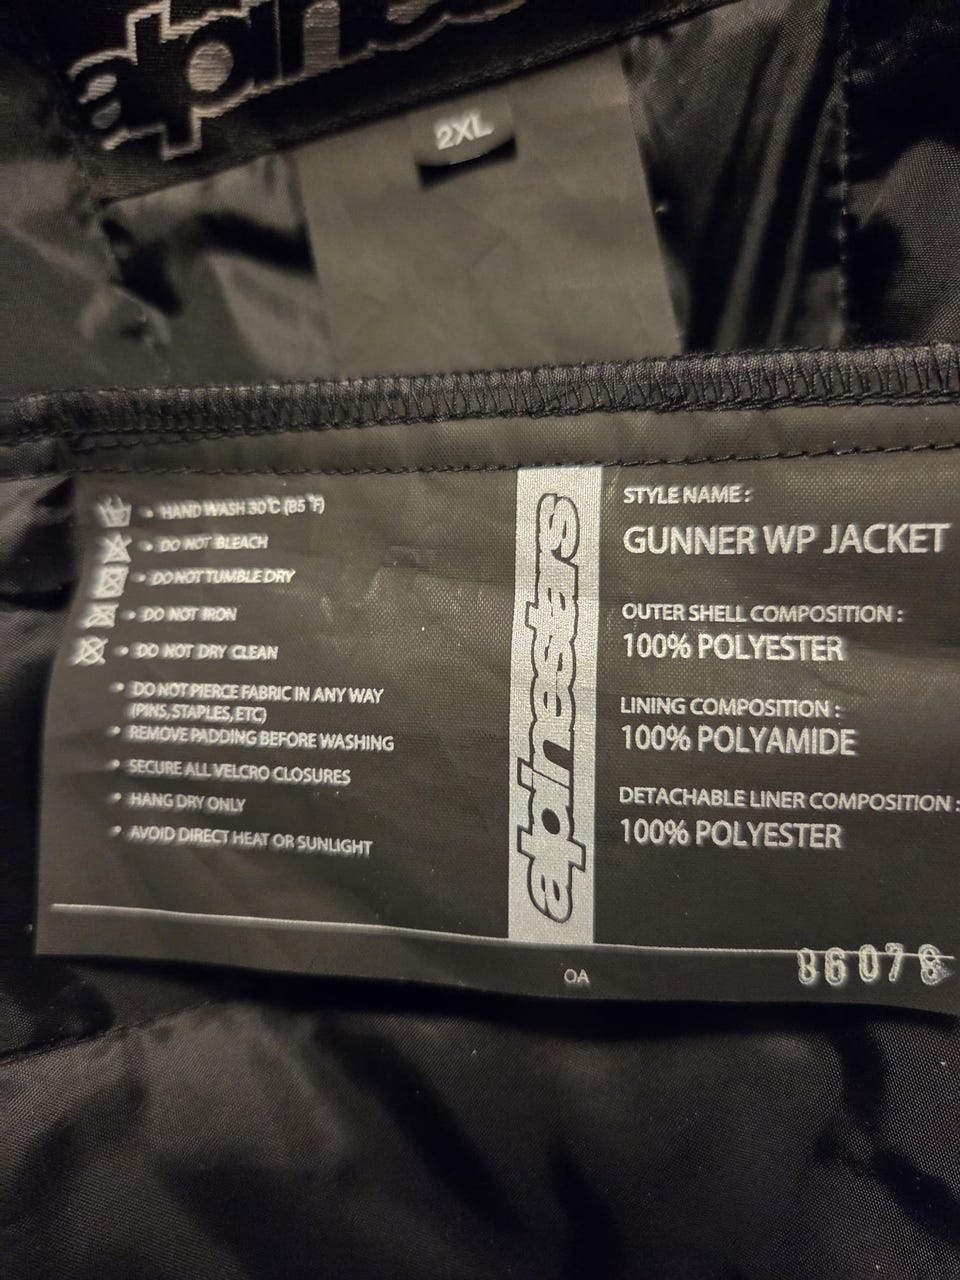 alpinestars
2XL
• HAND WASH 30°C (85 °F)
• DO NOT BLEACH
• DO NOT TUMBLE DRY
• DO NOT IRON
• DO NOT DRY CLEAN
• DO NOT PIERCE FABRIC IN ANY WAY
(PINS, STAPLES, ETC)
• REMOVE PADDING BEFORE WASHING
• SECURE ALL VELCRO CLOSURES
• HANG DRY ONLY
• AVOID DIRECT HEAT OR SUNLIGHT
alpinestars
STYLE NAME :
GUNNER WP JACKET
OUTER SHELL COMPOSITION :
100% POLYESTER
LINING COMPOSITION :
100% POLYAMIDE
DETACHABLE LINER COMPOSITION :
100% POLYESTER
OA
86078